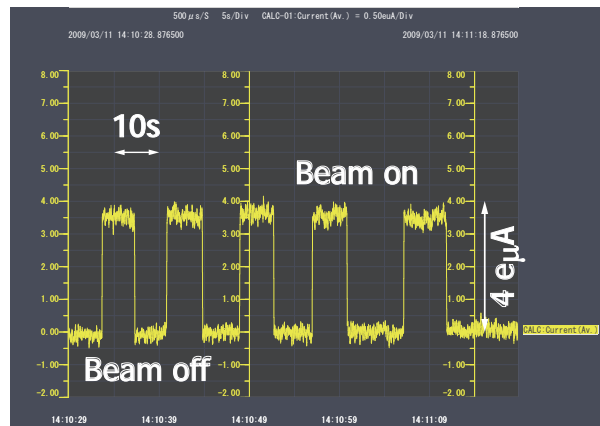 500μs/S 5s/Div CALC-01:Current(Av.) = 0.50euA/Div
2009/03/11 14:10:28.876500 2009/03/11 14:11:18.876500
8.00 8.00 8.00
7.00 7.00 7.00
10s
6.00 6.00 6.00
5.00 5.00 5.00
Beam on
4.00 4.00 4.00
3.00 3.00 3.00
4 eμA
2.00 2.00 2.00
1.00 1.00 1.00
0.00 0.00 0.00 CALC:Current(Av.)
-1.00 -1.00 -1.00
Beam off
-2.00 -2.00 -2.00
14:10:29 14:10:39 14:10:49 14:10:59 14:11:09